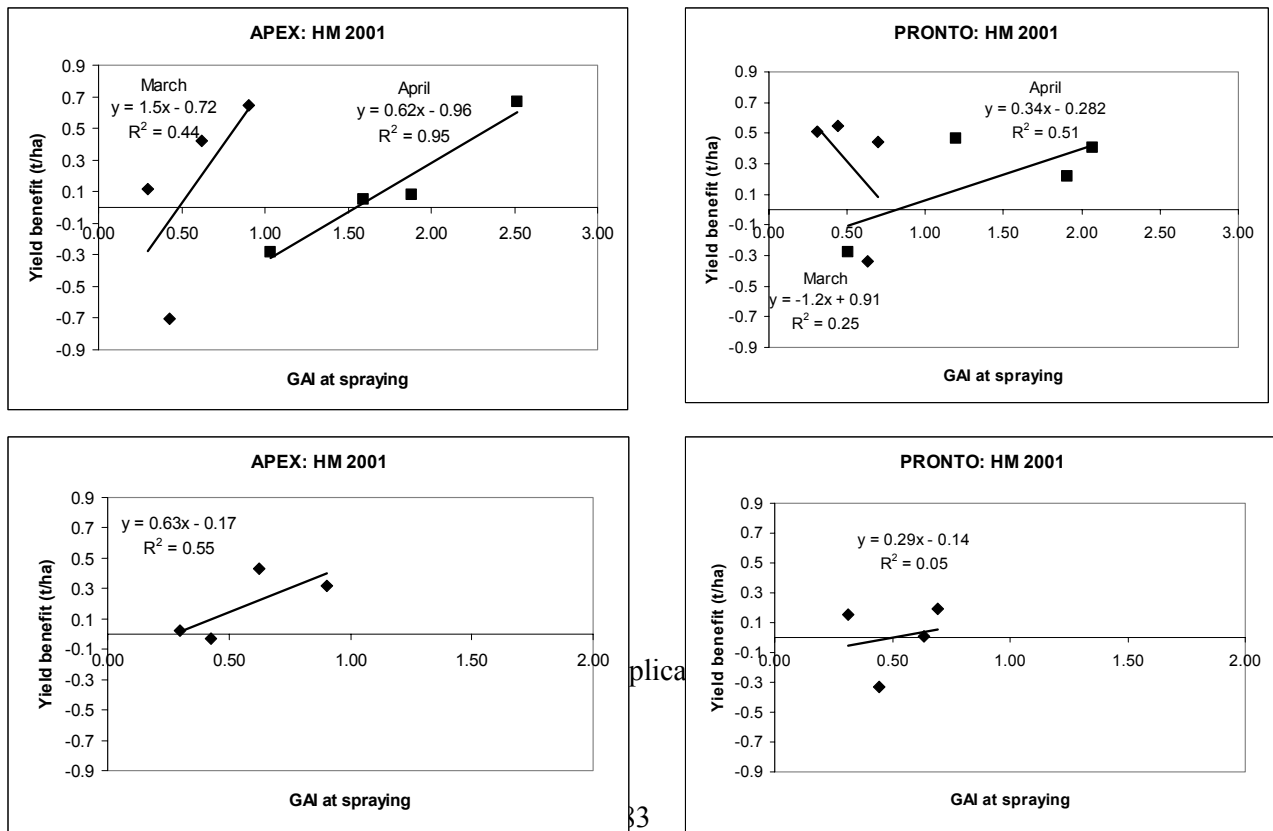 APEX: HM 2001
0.9
0.7
0.5
0.3
0.1
-0.1
-0.3
-0.5
-0.7
-0.9
0.00 0.50 1.00 1.50 2.00 2.50 3.00
Yield benefit (t/ha)
GAI at spraying
March
y = 1.5x - 0.72
R² = 0.44
April
y = 0.62x - 0.96
R² = 0.95
PRONTO: HM 2001
0.9
0.7
0.5
0.3
0.1
-0.1
-0.3
-0.5
-0.7
-0.9
0.00 0.50 1.00 1.50 2.00 2.50 3.00
Yield benefit (t/ha)
GAI at spraying
April
y = 0.34x - 0.282
R² = 0.51
March
y = -1.2x + 0.91
R² = 0.25
APEX: HM 2001
0.9
0.7
0.5
0.3
0.1
-0.1
-0.3
-0.5
-0.7
-0.9
0.00 0.50 1.00 1.50 2.00
Yield benefit (t/ha)
GAI at spraying
y = 0.63x - 0.17
R² = 0.55
PRONTO: HM 2001
0.9
0.7
0.5
0.3
0.1
-0.1
-0.3
-0.5
-0.7
-0.9
0.00 0.50 1.00 1.50 2.00
Yield benefit (t/ha)
GAI at spraying
y = 0.29x - 0.14
R² = 0.05
plica